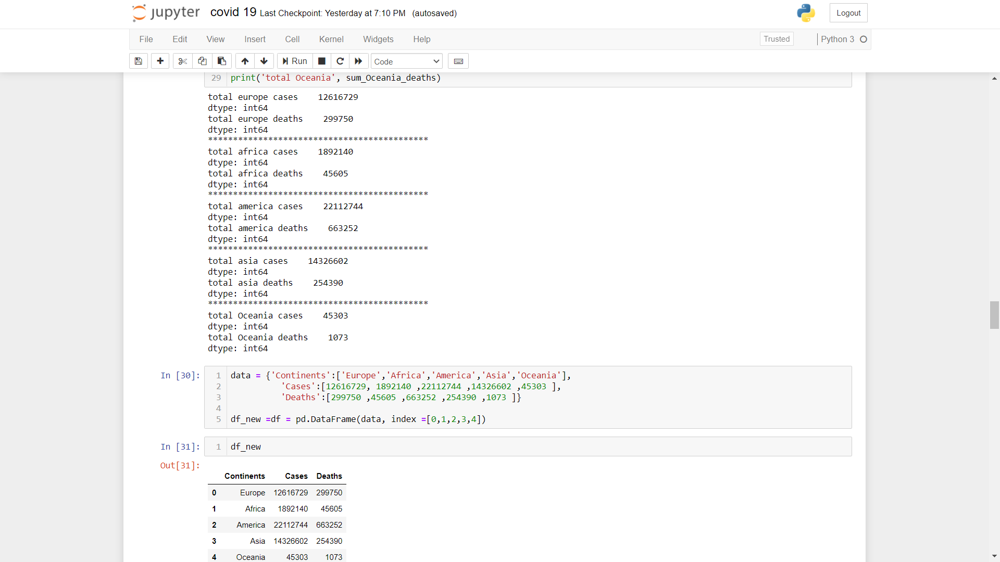 jupyter covid 19 Last Checkpoint: Yesterday at 7:10 PM (autosaved) Logout
File Edit View Insert Cell Kernel Widgets Help Trusted Python 3
Run Code
29 print('total Oceania', sum_Oceania_deaths)
total europe cases    12616729
dtype: int64
total europe deaths    299750
dtype: int64
********************************************
total africa cases    1892140
dtype: int64
total africa deaths    45605
dtype: int64
********************************************
total america cases    22112744
dtype: int64
total america deaths    663252
dtype: int64
********************************************
total asia cases    14326602
dtype: int64
total asia deaths    254390
dtype: int64
********************************************
total Oceania cases    45303
dtype: int64
total Oceania deaths    1073
dtype: int64
In [30]: 1 data = {'Continents':['Europe','Africa','America','Asia','Oceania'],
2           'Cases':[12616729, 1892140 ,22112744 ,14326602 ,45303 ],
3           'Deaths':[299750 ,45605 ,663252 ,254390 ,1073 ]}
4
5 df_new =df = pd.DataFrame(data, index =[0,1,2,3,4])
In [31]: 1 df_new
Out[31]:
Continents Cases Deaths
0 Europe 12616729 299750
1 Africa 1892140 45605
2 America 22112744 663252
3 Asia 14326602 254390
4 Oceania 45303 1073